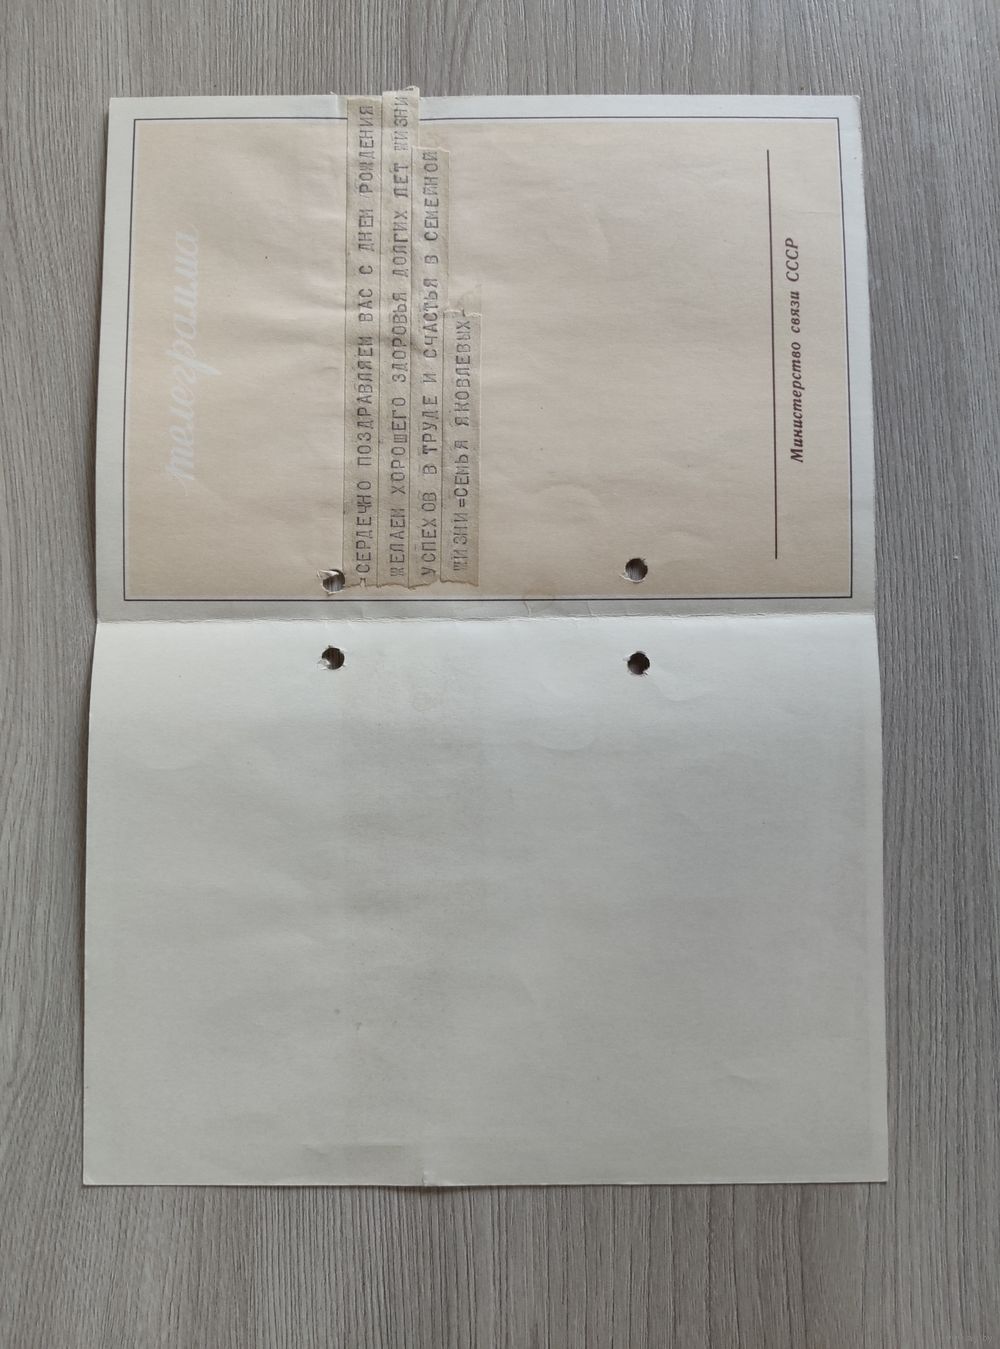 телеграмма
=СЕРДЕЧНО ПОЗДРАВЛЯЕМ ВАС С ДНЕМ РОЖДЕНИЯ
ЖЕЛАЕМ ХОРОШЕГО ЗДОРОВЬЯ ДОЛГИХ ЛЕТ ЖИЗНИ
УСПЕХОВ В ТРУДЕ И СЧАСТЬЯ В СЕМЕЙНОЙ
ЖИЗНИ=СЕМЬЯ ЯКОВЛЕВЫХ-
Министерство связи СССР